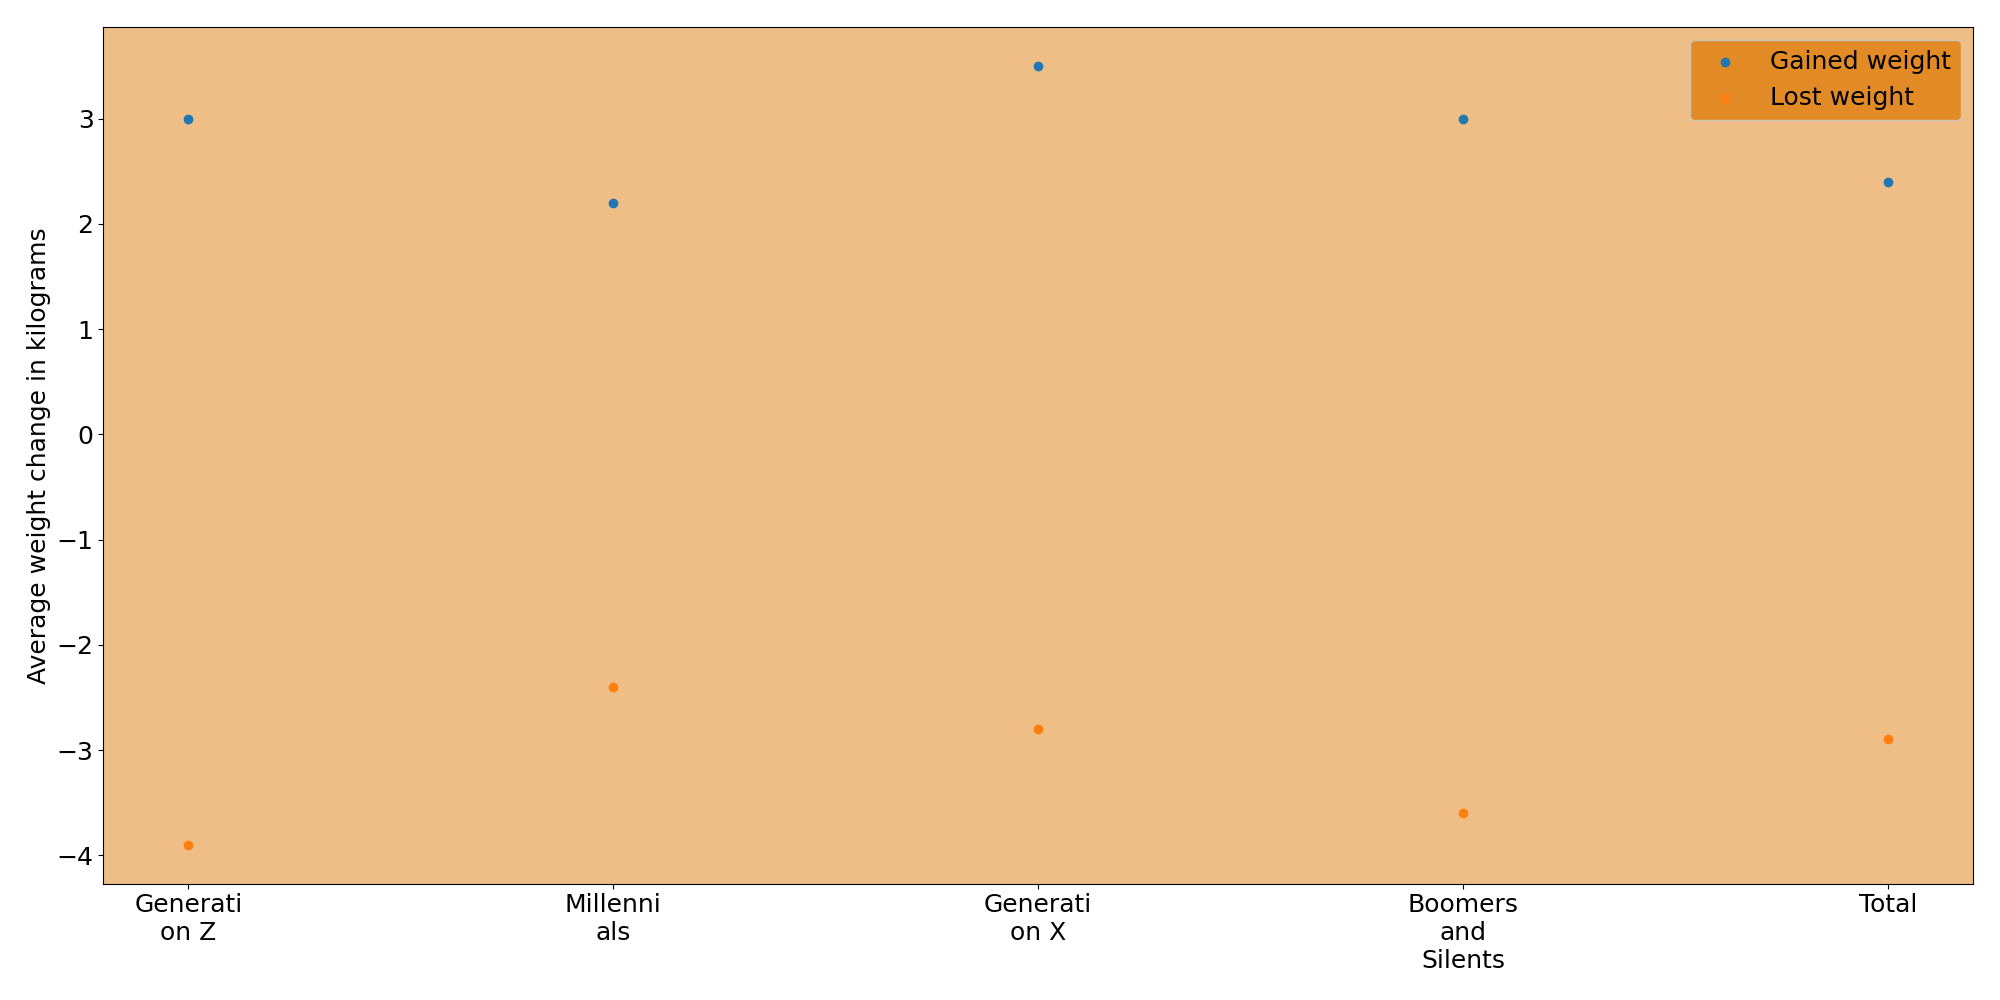 Gained weight
Lost weight
Average weight change in kilograms
3
2
1
0
−1
−2
−3
−4
Generati
on Z
Millenni
als
Generati
on X
Boomers
and
Silents
Total